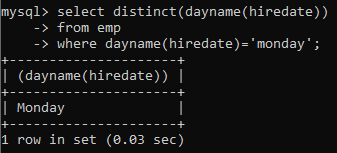 mysql> select distinct(dayname(hiredate))
    -> from emp
    -> where dayname(hiredate)='monday';
+---------------------+
| (dayname(hiredate)) |
+---------------------+
| Monday              |
+---------------------+
1 row in set (0.03 sec)